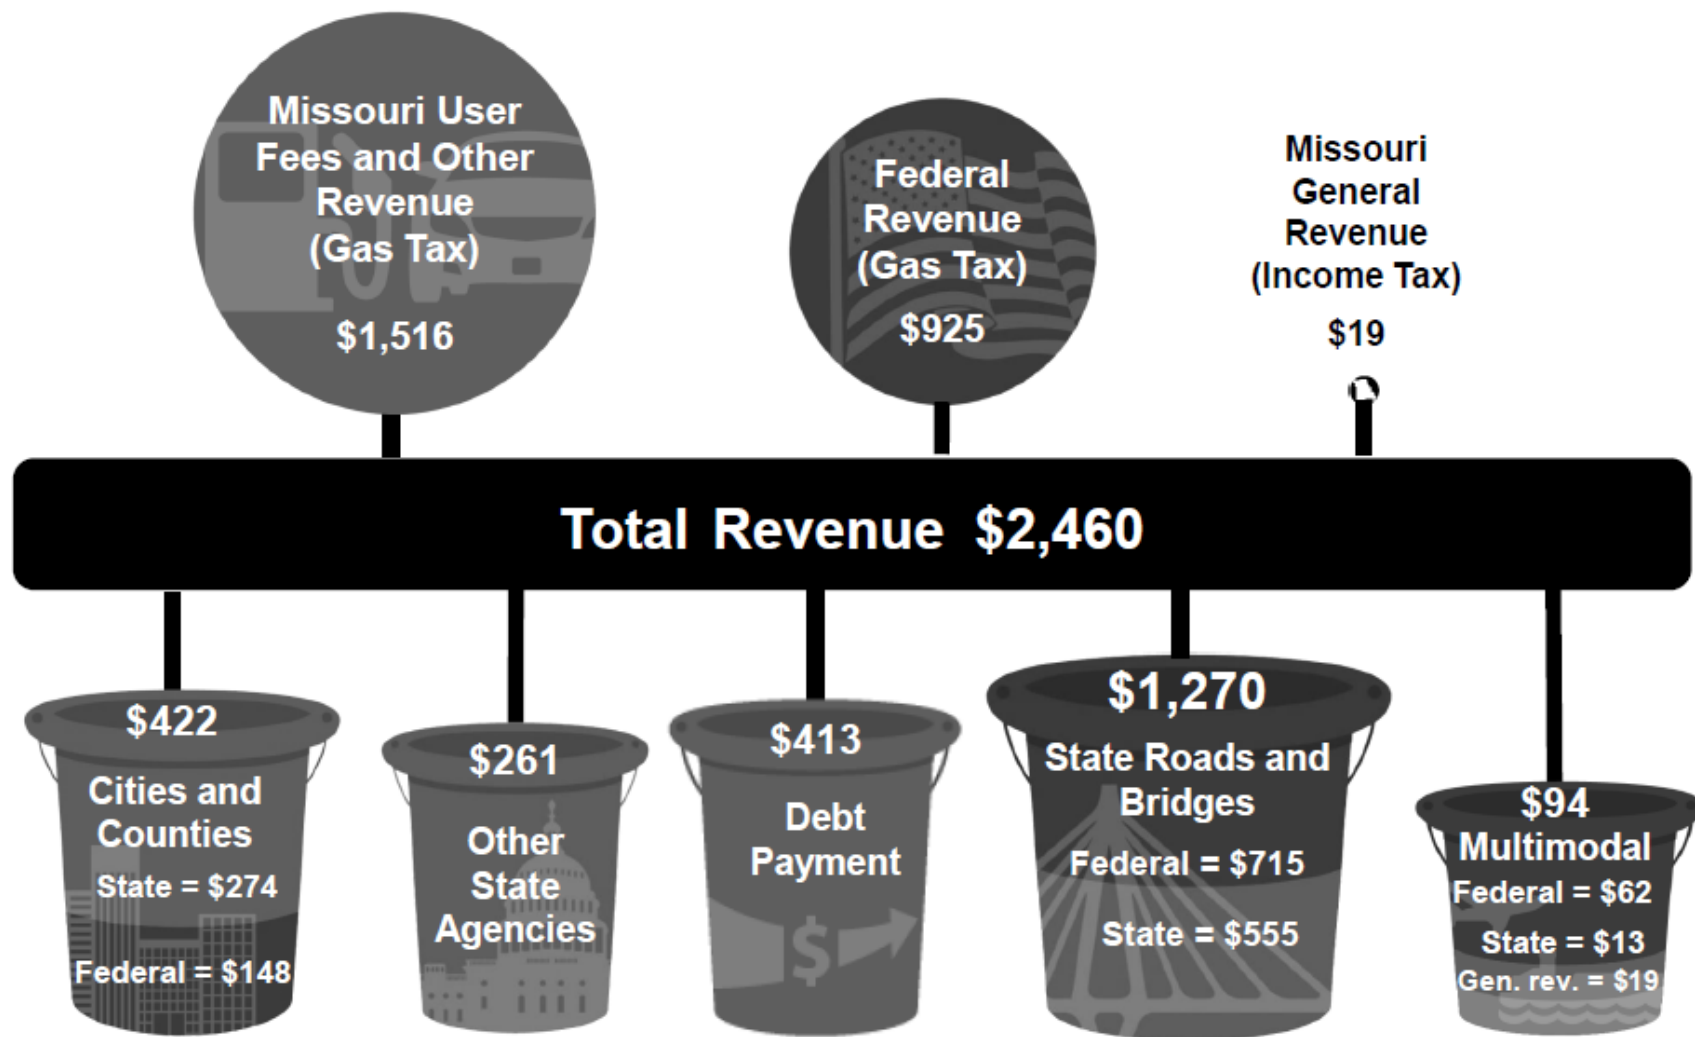 Missouri User
Fees and Other
Revenue
(Gas Tax)
$1,516
Federal
Revenue
(Gas Tax)
$925
Missouri
General
Revenue
(Income Tax)
$19
Total Revenue $2,460
$422
Cities and
Counties
State = $274
Federal = $148
$261
Other
State
Agencies
$413
Debt
Payment
$
$1,270
State Roads and
Bridges
Federal = $715
State = $555
$94
Multimodal
Federal = $62
State = $13
Gen. rev. = $19